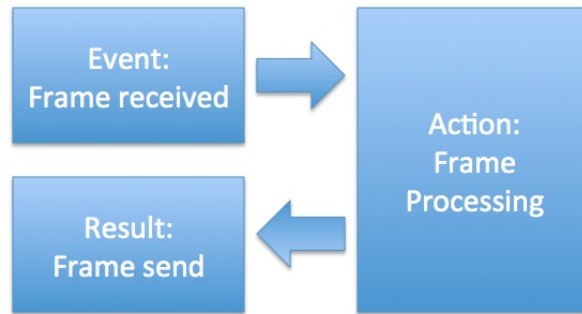 Event:
Frame received
Action:
Frame
Processing
Result:
Frame send